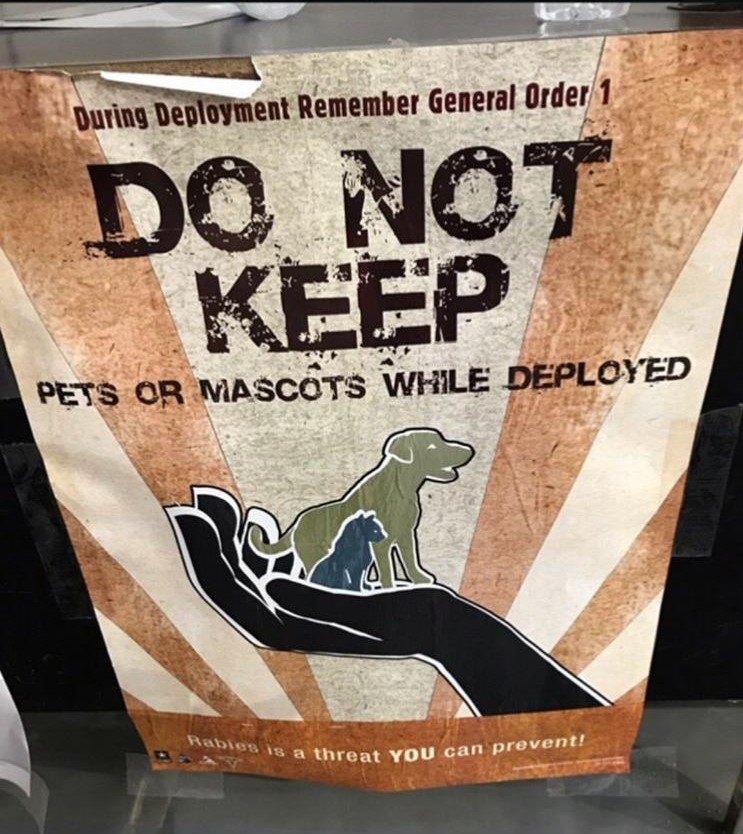 During Deployment Remember General Order 1
DO NOT
KEEP
PETS OR MASCOTS WHILE DEPLOYED
Rabies is a threat YOU can prevent!